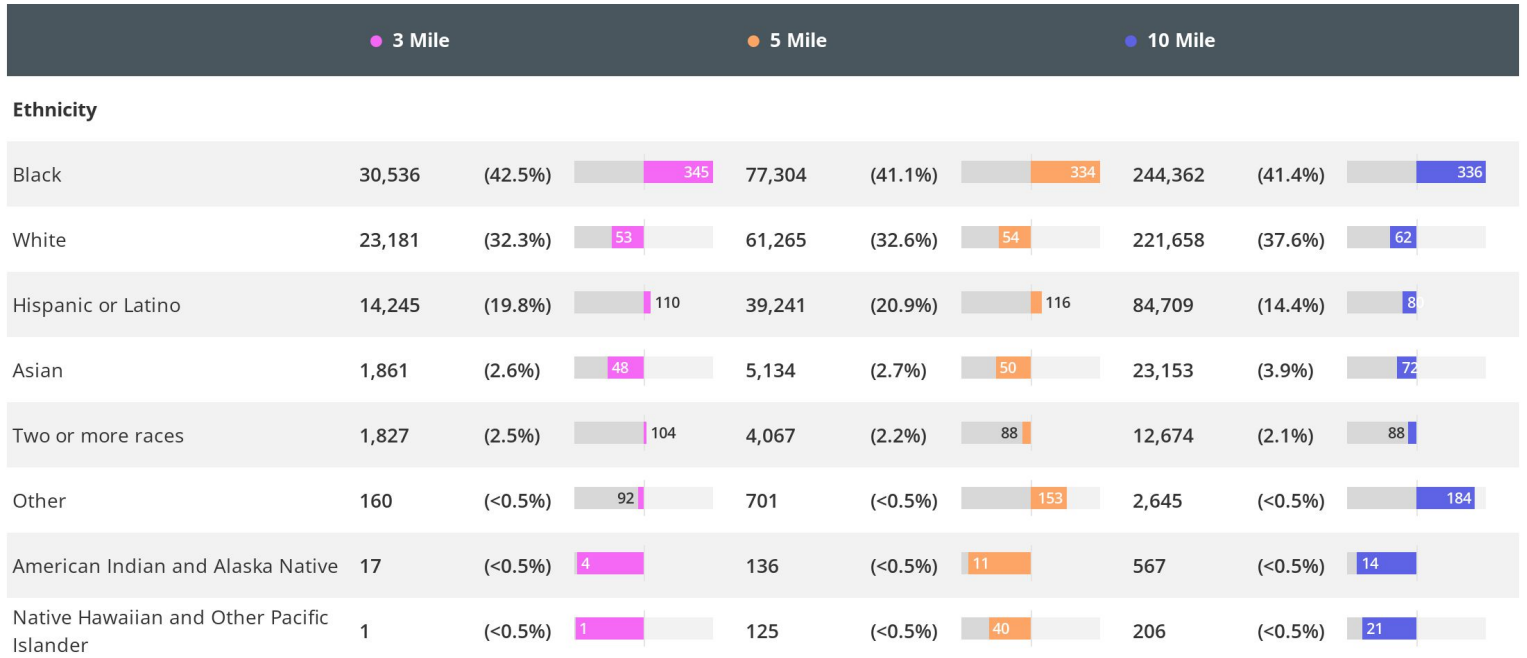 3 Mile 5 Mile 10 Mile
Ethnicity
Black 30,536 (42.5%) 345 77,304 (41.1%) 334 244,362 (41.4%) 336
White 23,181 (32.3%) 53 61,265 (32.6%) 54 221,658 (37.6%) 62
Hispanic or Latino 14,245 (19.8%) 110 39,241 (20.9%) 116 84,709 (14.4%) 80
Asian 1,861 (2.6%) 48 5,134 (2.7%) 50 23,153 (3.9%) 72
Two or more races 1,827 (2.5%) 104 4,067 (2.2%) 88 12,674 (2.1%) 88
Other 160 (<0.5%) 92 701 (<0.5%) 153 2,645 (<0.5%) 184
American Indian and Alaska Native 17 (<0.5%) 4 136 (<0.5%) 11 567 (<0.5%) 14
Native Hawaiian and Other Pacific
Islander 1 (<0.5%) 1 125 (<0.5%) 40 206 (<0.5%) 21